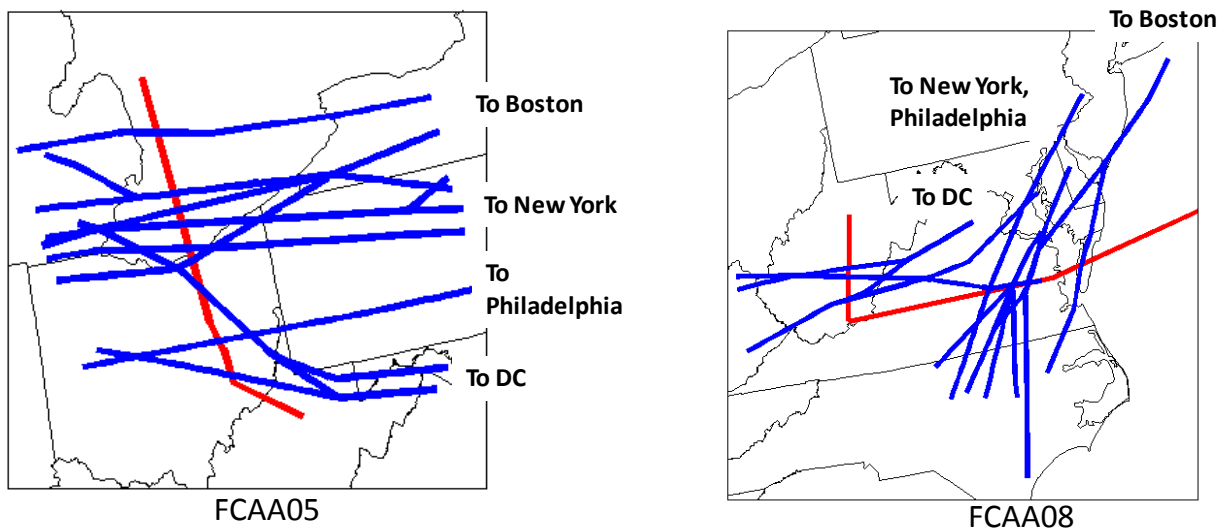 To Boston
To New York
To
Philadelphia
To DC
FCAA05
To Boston
To New York,
Philadelphia
To DC
FCAA08